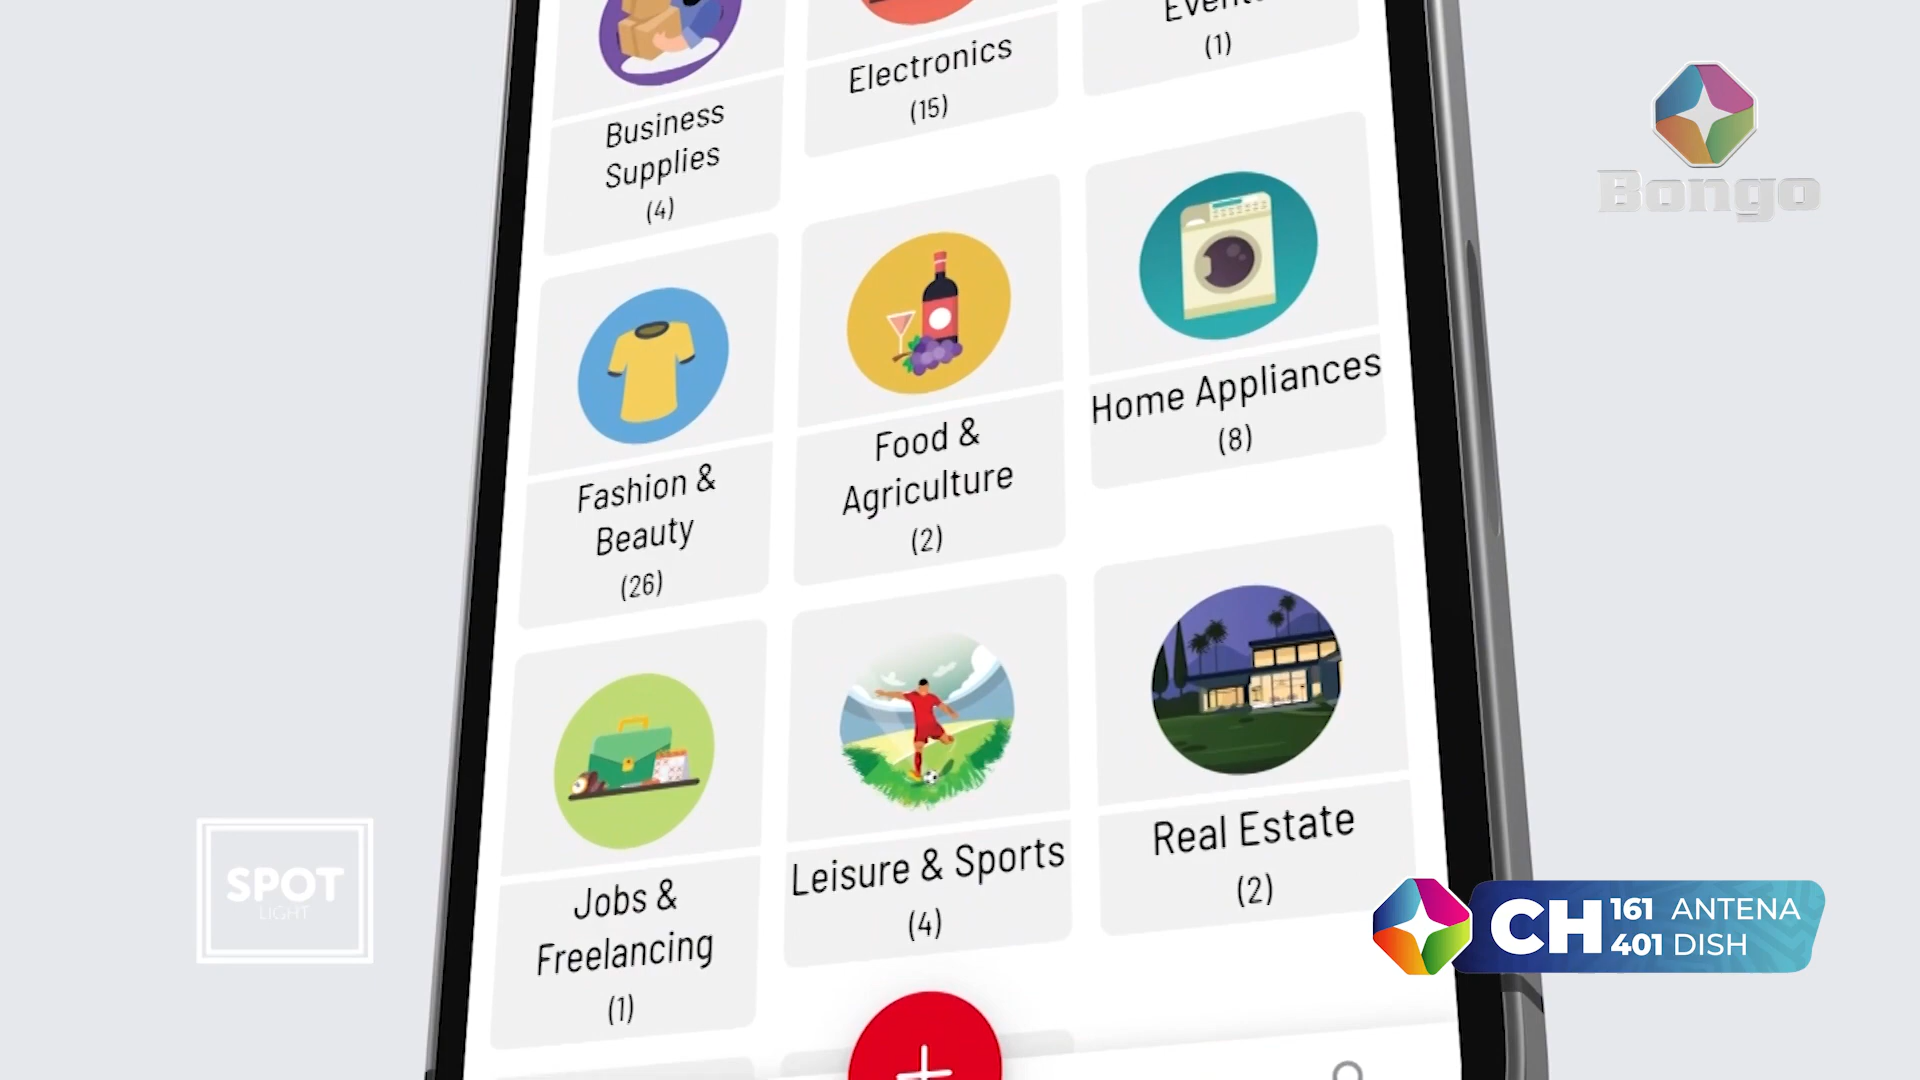 Electronics
(15)
(1)
Business
Supplies
(4)
Bongo
Home Appliances
(8)
Food &
Agriculture
(2)
Fashion &
Beauty
(26)
Real Estate
(2)
Leisure & Sports
(4)
Jobs &
Freelancing
(1)
SPOT
LIGHT
CH 161 ANTENA
401 DISH